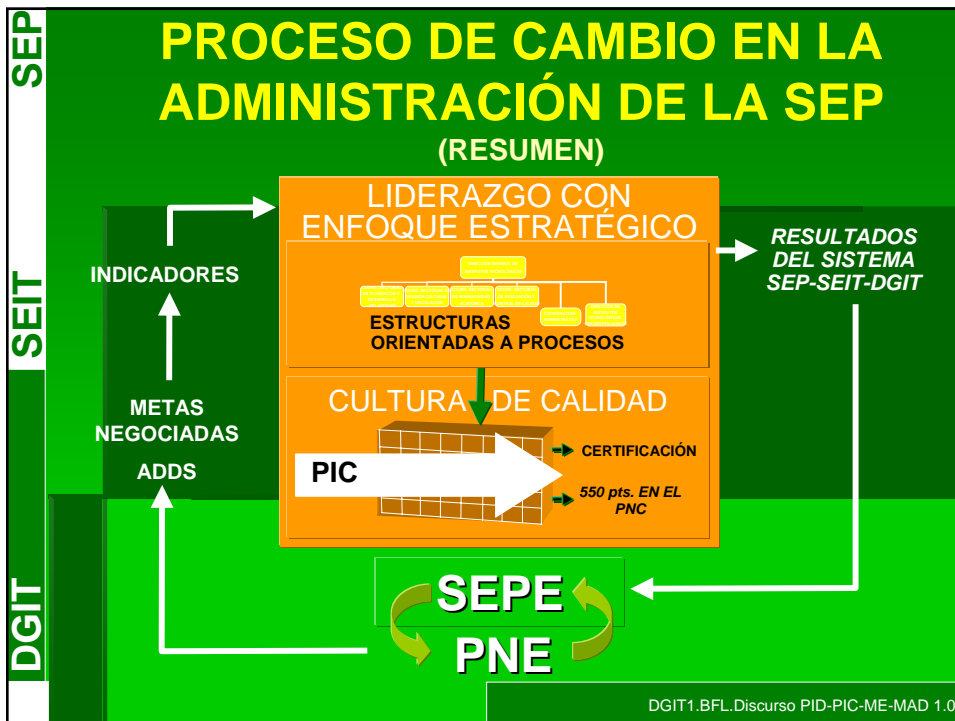 SEP
SEIT
DGIT
PROCESO DE CAMBIO EN LA
ADMINISTRACIÓN DE LA SEP
(RESUMEN)
LIDERAZGO CON
ENFOQUE ESTRATÉGICO
ESTRUCTURAS
ORIENTADAS A PROCESOS
CULTURA DE CALIDAD
PIC
CERTIFICACIÓN
550 pts. EN EL
PNC
RESULTADOS
DEL SISTEMA
SEP-SEIT-DGIT
INDICADORES
METAS
NEGOCIADAS
ADDS
SEPE
PNE
DGIT1.BFL.Discurso PID-PIC-ME-MAD 1.0